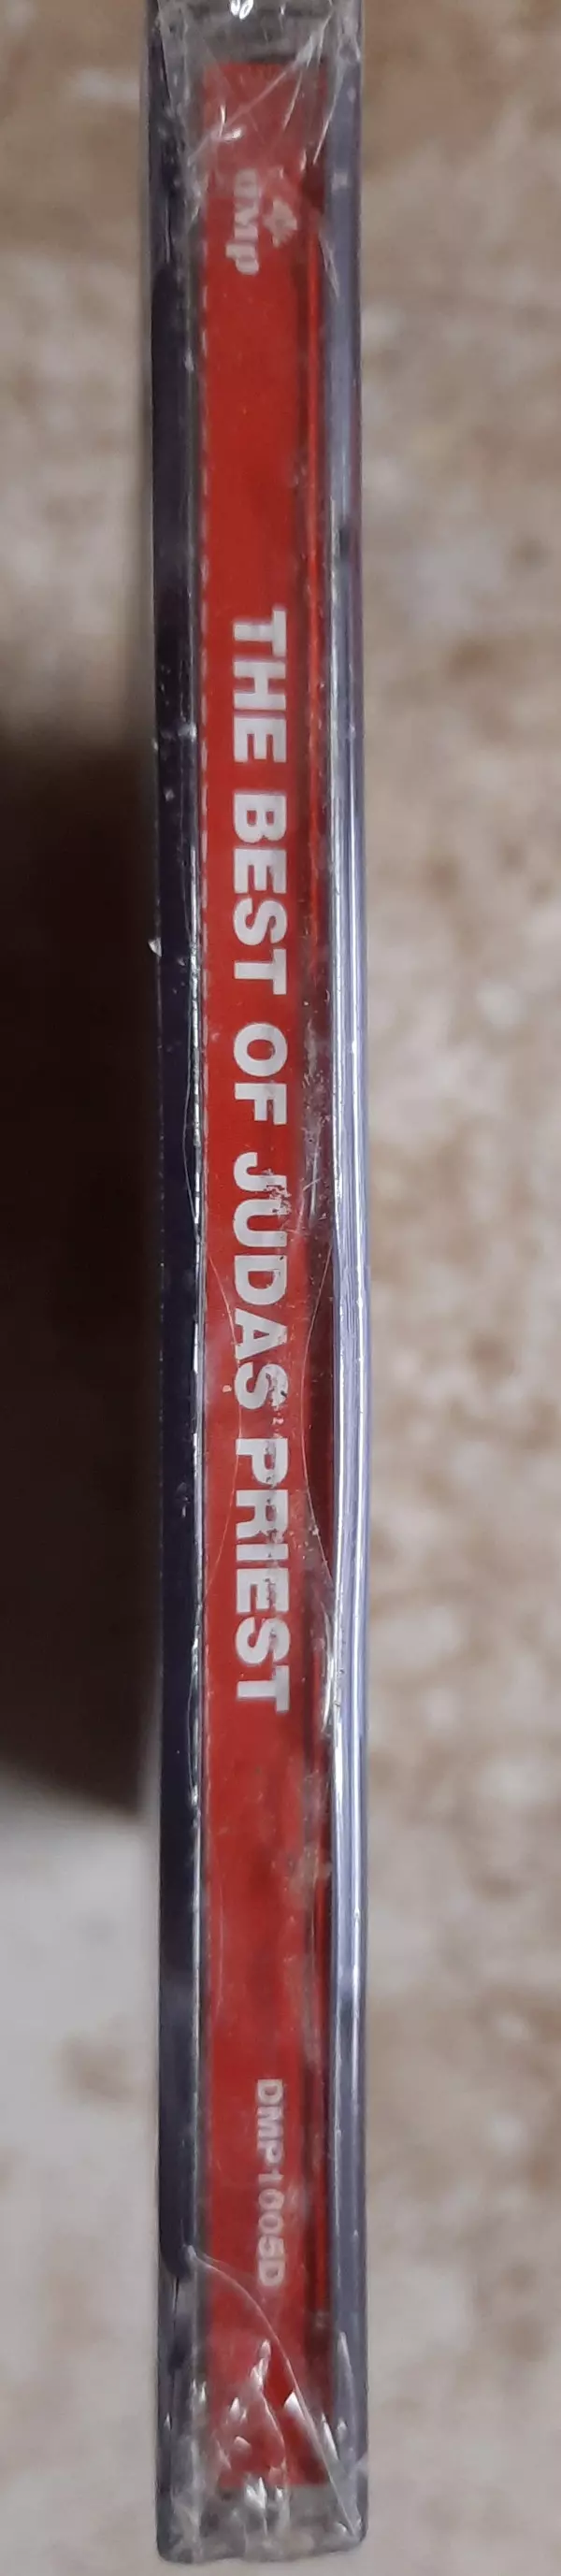 dMp
THE BEST OF JUDAS PRIEST
DMP1005D